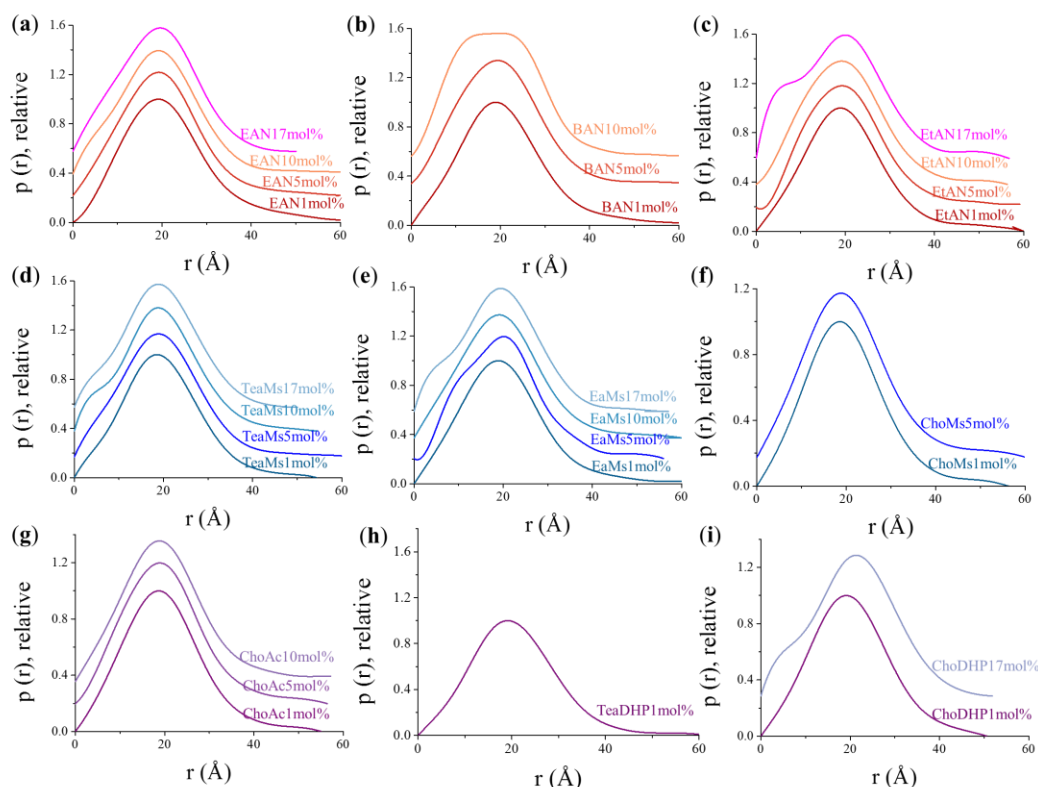 (a)
p (r), relative
1.6
1.2
0.8
0.4
0.0
EAN17mol%
EAN10mol%
EAN5mol%
EAN1mol%
0 20 40 60
r (Å)
(b)
p (r), relative
1.6
1.2
0.8
0.4
0.0
BAN10mol%
BAN5mol%
BAN1mol%
0 20 40 60
r (Å)
(c)
p (r), relative
1.6
1.2
0.8
0.4
0.0
EtAN17mol%
EtAN10mol%
EtAN5mol%
EtAN1mol%
0 20 40 60
r (Å)
(d)
p (r), relative
1.6
1.2
0.8
0.4
0.0
TeaMs17mol%
TeaMs10mol%
TeaMs5mol%
TeaMs1mol%
0 20 40 60
r (Å)
(e)
p (r), relative
1.6
1.2
0.8
0.4
0.0
EaMs17mol%
EaMs10mol%
EaMs5mol%
EaMs1mol%
0 20 40 60
r (Å)
(f)
p (r), relative
1.2
0.8
0.4
0.0
ChoMs5mol%
ChoMs1mol%
0 20 40 60
r (Å)
(g)
p (r), relative
1.2
0.8
0.4
0.0
ChoAc10mol%
ChoAc5mol%
ChoAc1mol%
0 20 40 60
r (Å)
(h)
p (r), relative
1.6
1.2
0.8
0.4
0.0
TeaDHP1mol%
0 20 40 60
r (Å)
(i)
p (r), relative
1.2
0.8
0.4
0.0
ChoDHP17mol%
ChoDHP1mol%
0 20 40 60
r (Å)